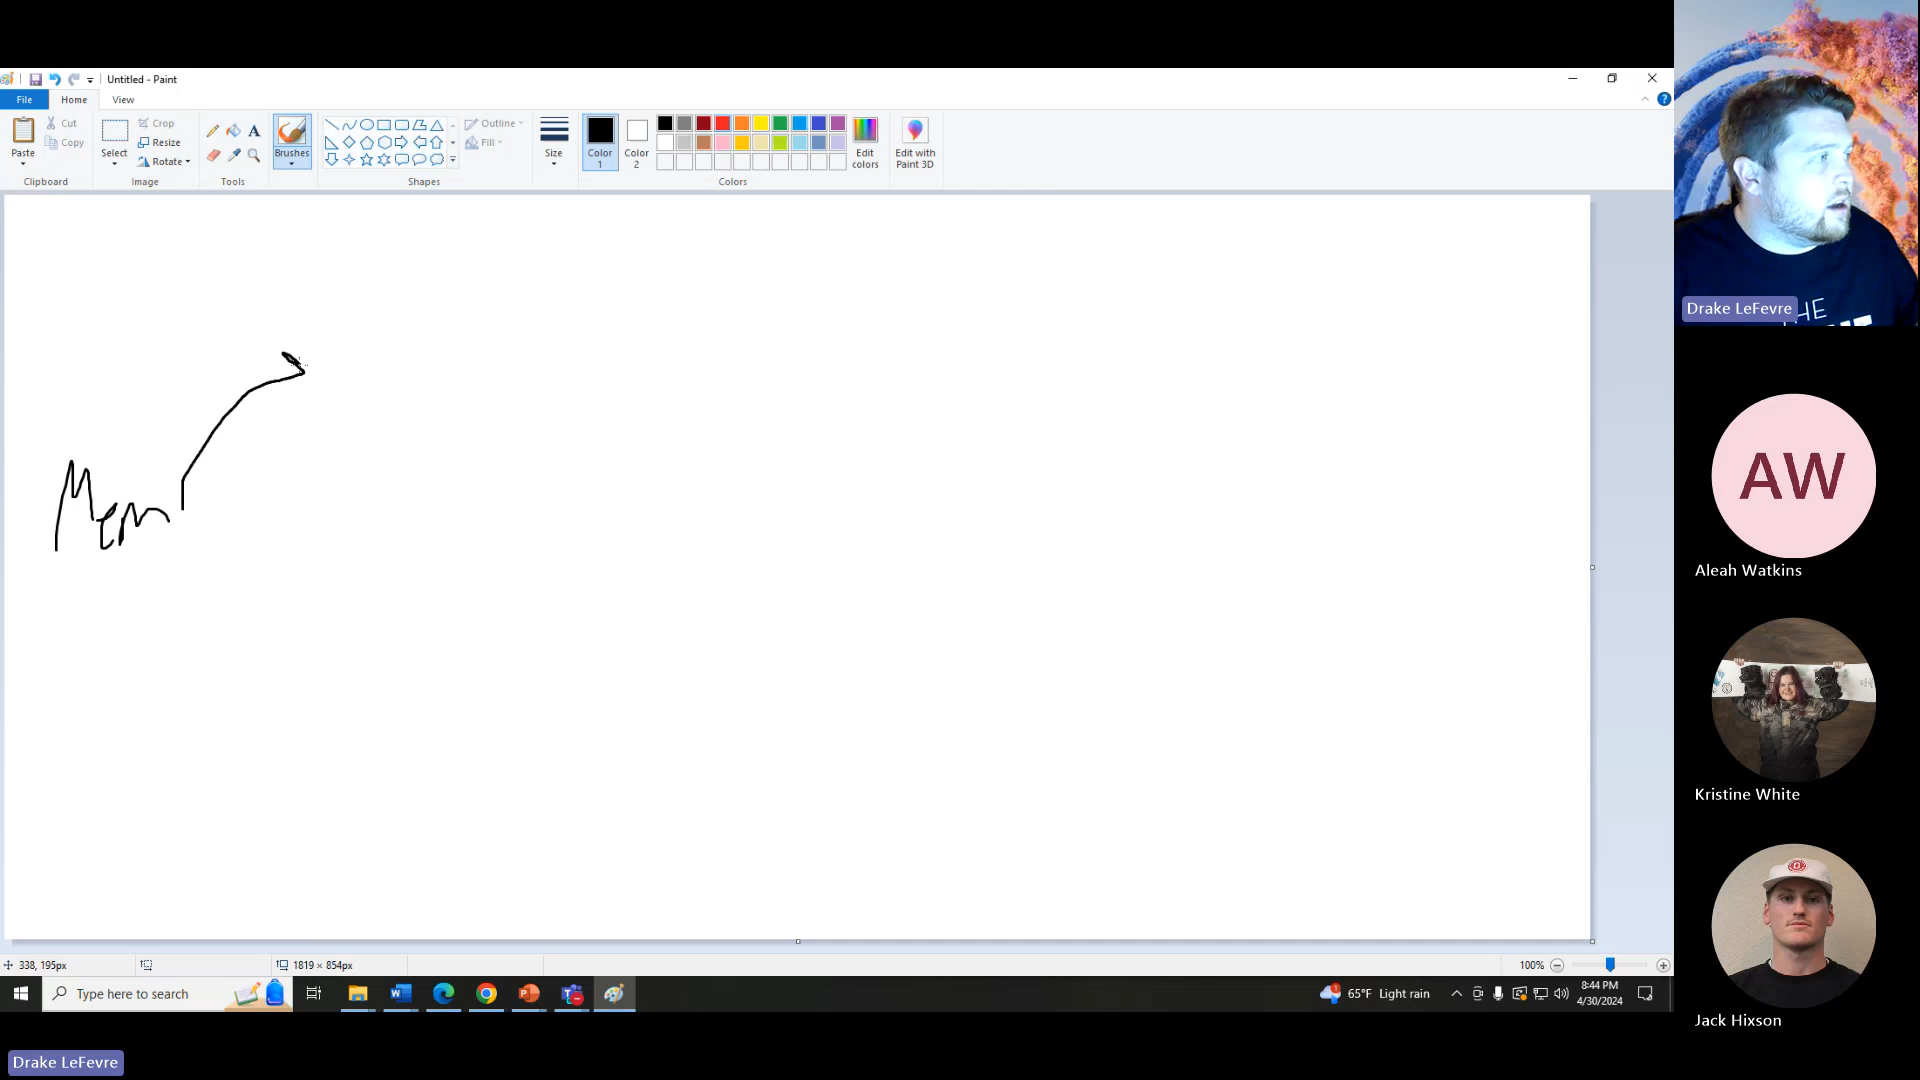 Untitled - Paint
File Home View
Paste
Cut
Copy
Clipboard
Select
Crop
Resize
Rotate
Image
A
Tools
Brushes
Shapes
Outline
Fill
Size
Color 1
Color 2
Colors
Edit colors
Edit with Paint 3D
Mem
THE
Drake LeFevre
AW
Aleah Watkins
Kristine White
Jack Hixson
338, 195px
1819 × 854px
100%
Type here to search
65°F Light rain
8:44 PM
4/30/2024
Drake LeFevre